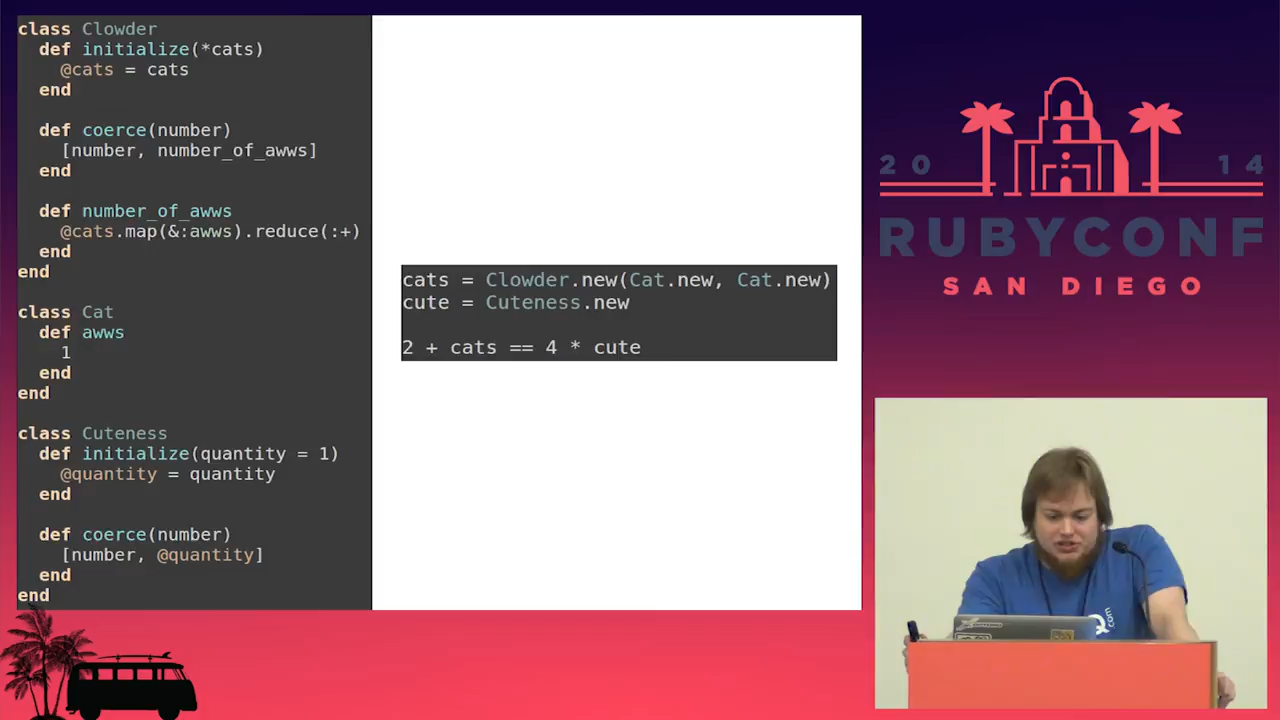 class Clowder
  def initialize(*cats)
    @cats = cats
  end

  def coerce(number)
    [number, number_of_awws]
  end

  def number_of_awws
    @cats.map(&:awws).reduce(:+)
  end
end

class Cat
  def awws
    1
  end
end

class Cuteness
  def initialize(quantity = 1)
    @quantity = quantity
  end

  def coerce(number)
    [number, @quantity]
  end
end
cats = Clowder.new(Cat.new, Cat.new)
cute = Cuteness.new

2 + cats == 4 * cute
20 14
RUBYCONF
SAN DIEGO
Q
.com